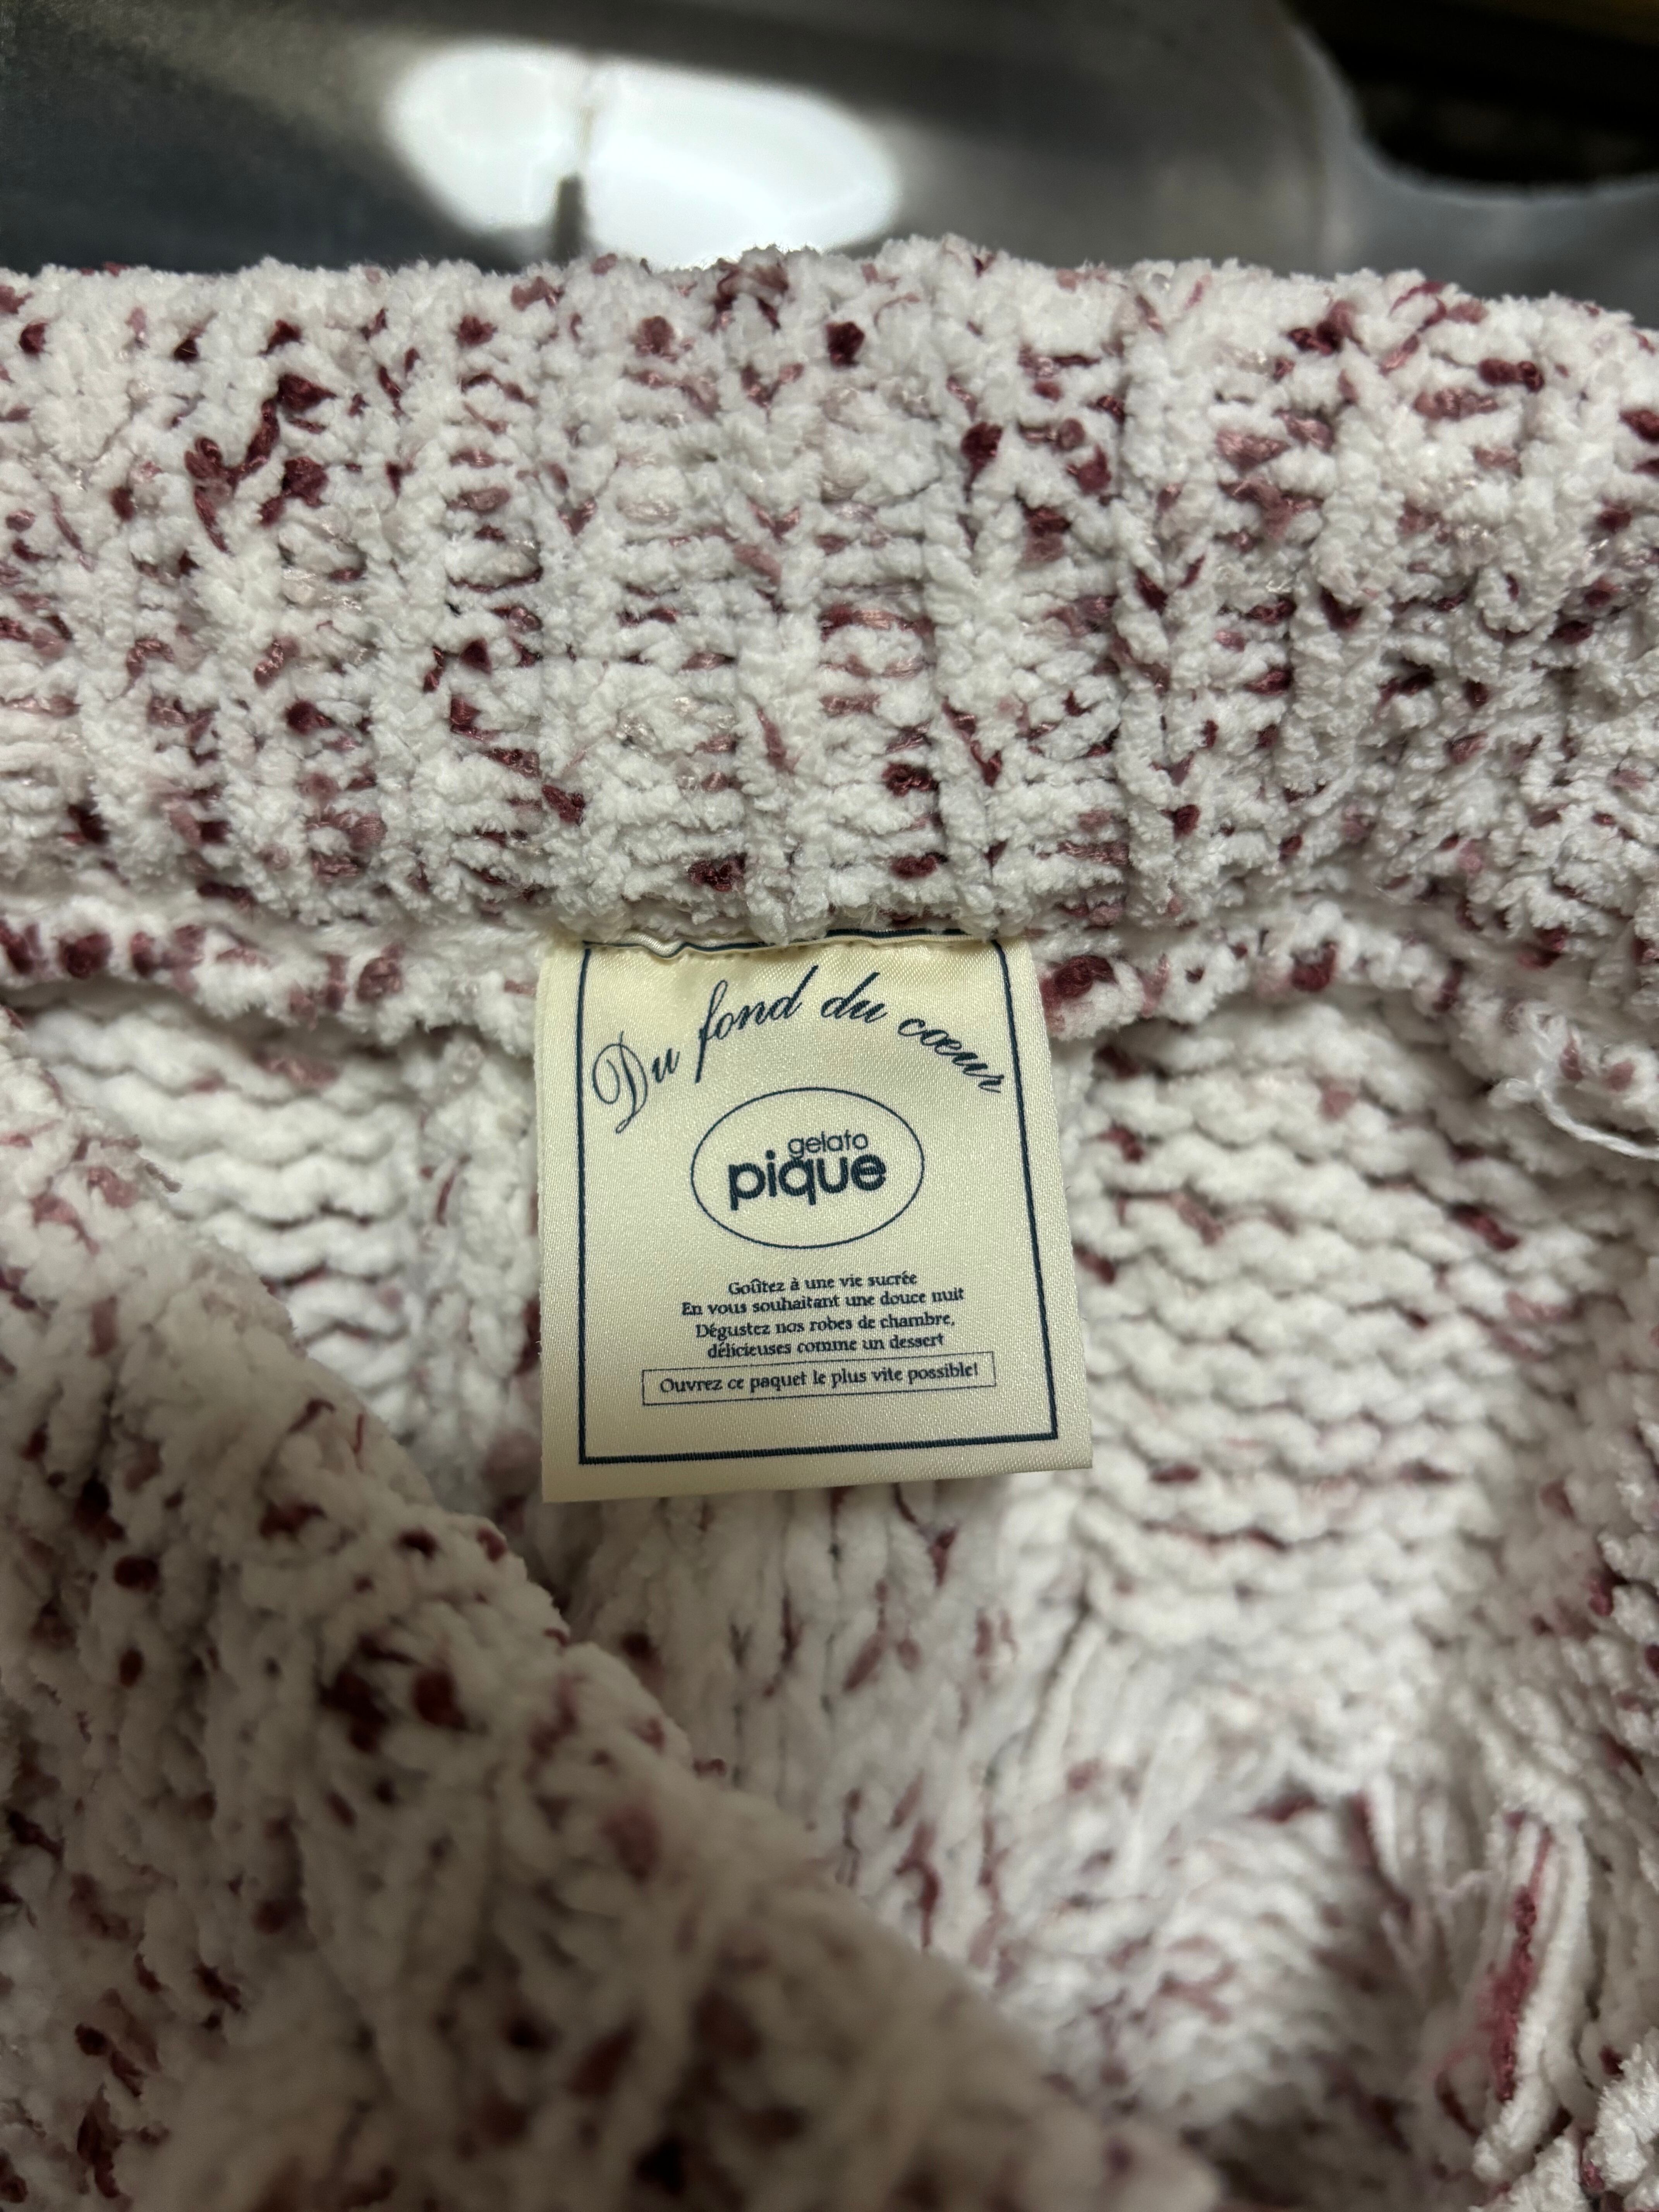 Du fond du cœur
gelato
pique
Goûtez à une vie sucrée
En vous souhaitant une douce nuit
Dégustez nos robes de chambre,
délicieuses comme un dessert
Ouvrez ce paquet le plus vite possible!